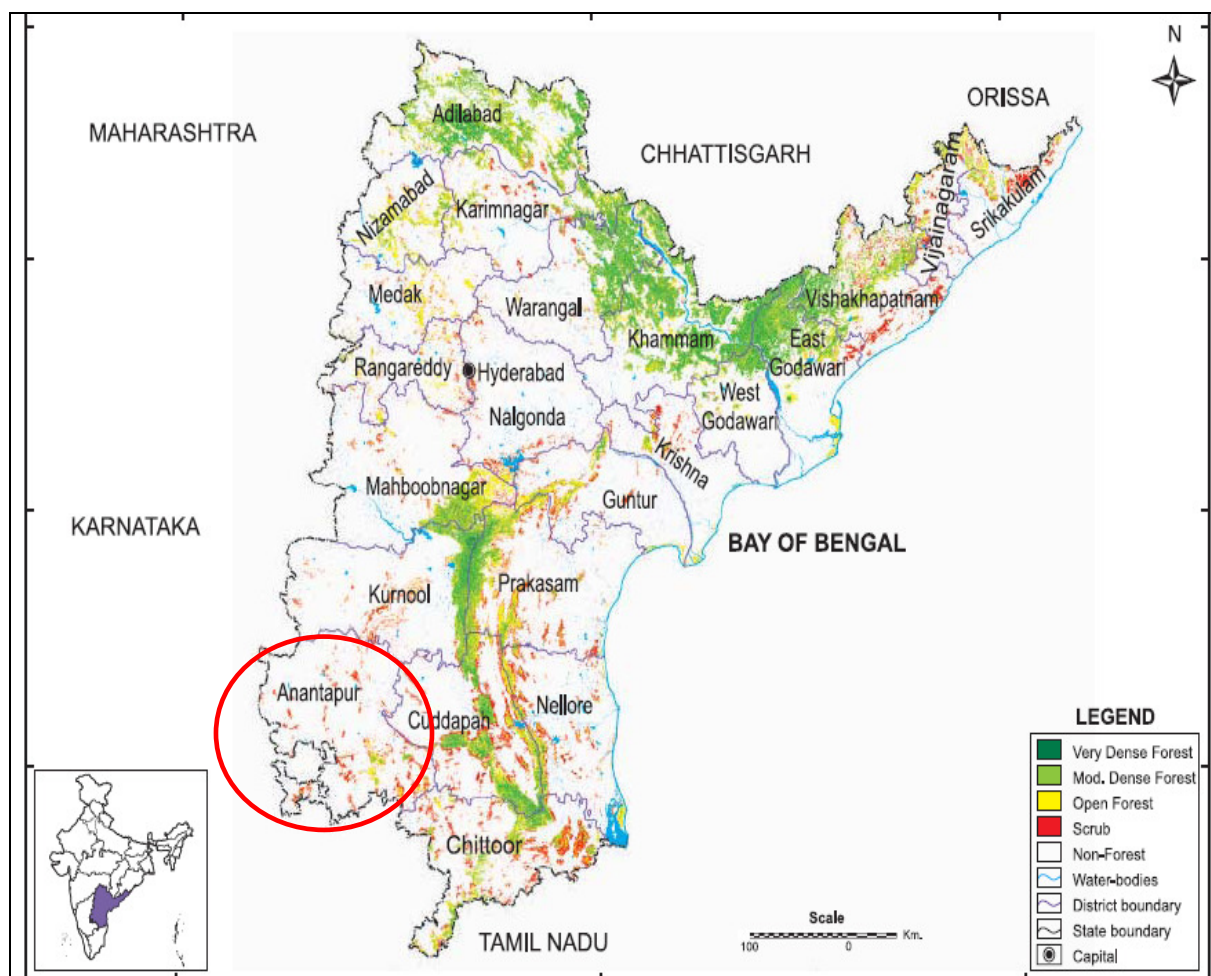 N
ORISSA
MAHARASHTRA
CHHATTISGARH
Adilabad
Nizamabad
Karimnagar
Vijainagaram
Srikakulam
Medak
Warangal
Vishakhapatnam
Khammam
East
Godawari
Rangareddy
Hyderabad
West
Godawari
Nalgonda
Krishna
Mahboobnagar
Guntur
KARNATAKA
BAY OF BENGAL
Kurnool
Prakasam
Anantapur
Cuddapah
Nellore
Chittoor
TAMIL NADU
LEGEND
Very Dense Forest
Mod. Dense Forest
Open Forest
Scrub
Non-Forest
Water-bodies
District boundary
State boundary
Capital
Scale
100 0 Km.